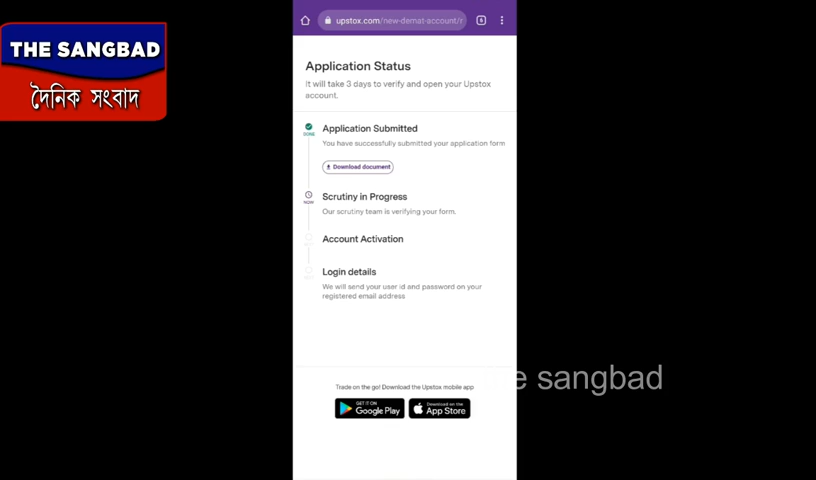 THE SANGBAD
দৈনিক সংবাদ
upstox.com/new-demat-account/r
6
Application Status
It will take 3 days to verify and open your Upstox
account.
DONE
Application Submitted
You have successfully submitted your application form
Download document
NOW
Scrutiny in Progress
Our scrutiny team is verifying your form.
Account Activation
Login details
We will send your user id and password on your
registered email address
e sangbad
Trade on the go! Download the Upstox mobile app
GET IT ON
Google Play
Download on the
App Store